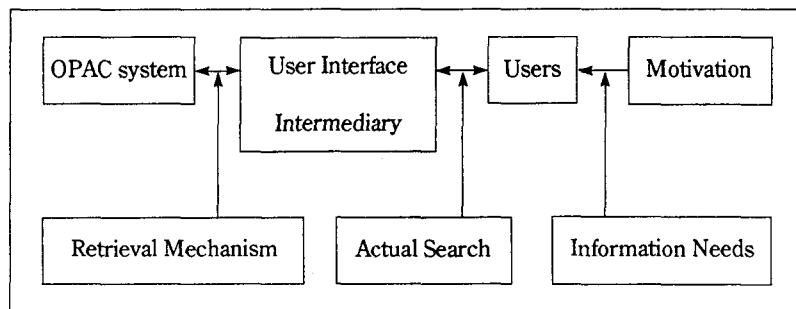 OPAC system
User Interface
Intermediary
Users
Motivation
Retrieval Mechanism
Actual Search
Information Needs